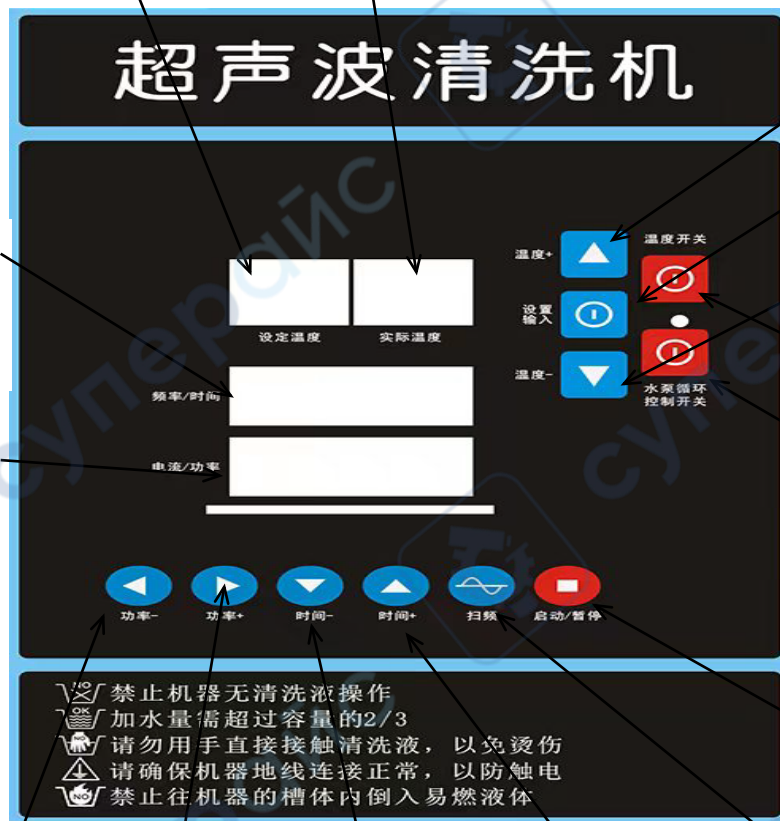 超声波清洗机
温度开关
温度+
设置
输入
设定温度
实际温度
温度-
水泵循环
控制开关
频率/时间
电流/功率
功率-
功率+
时间-
时间+
扫频
启动/暂停
NO
禁止机器无清洗液操作
OK
加水量需超过容量的2/3
请勿用手直接接触清洗液，以免烫伤
请确保机器地线连接正常，以防触电
NO
禁止往机器的槽体内倒入易燃液体
суперайс